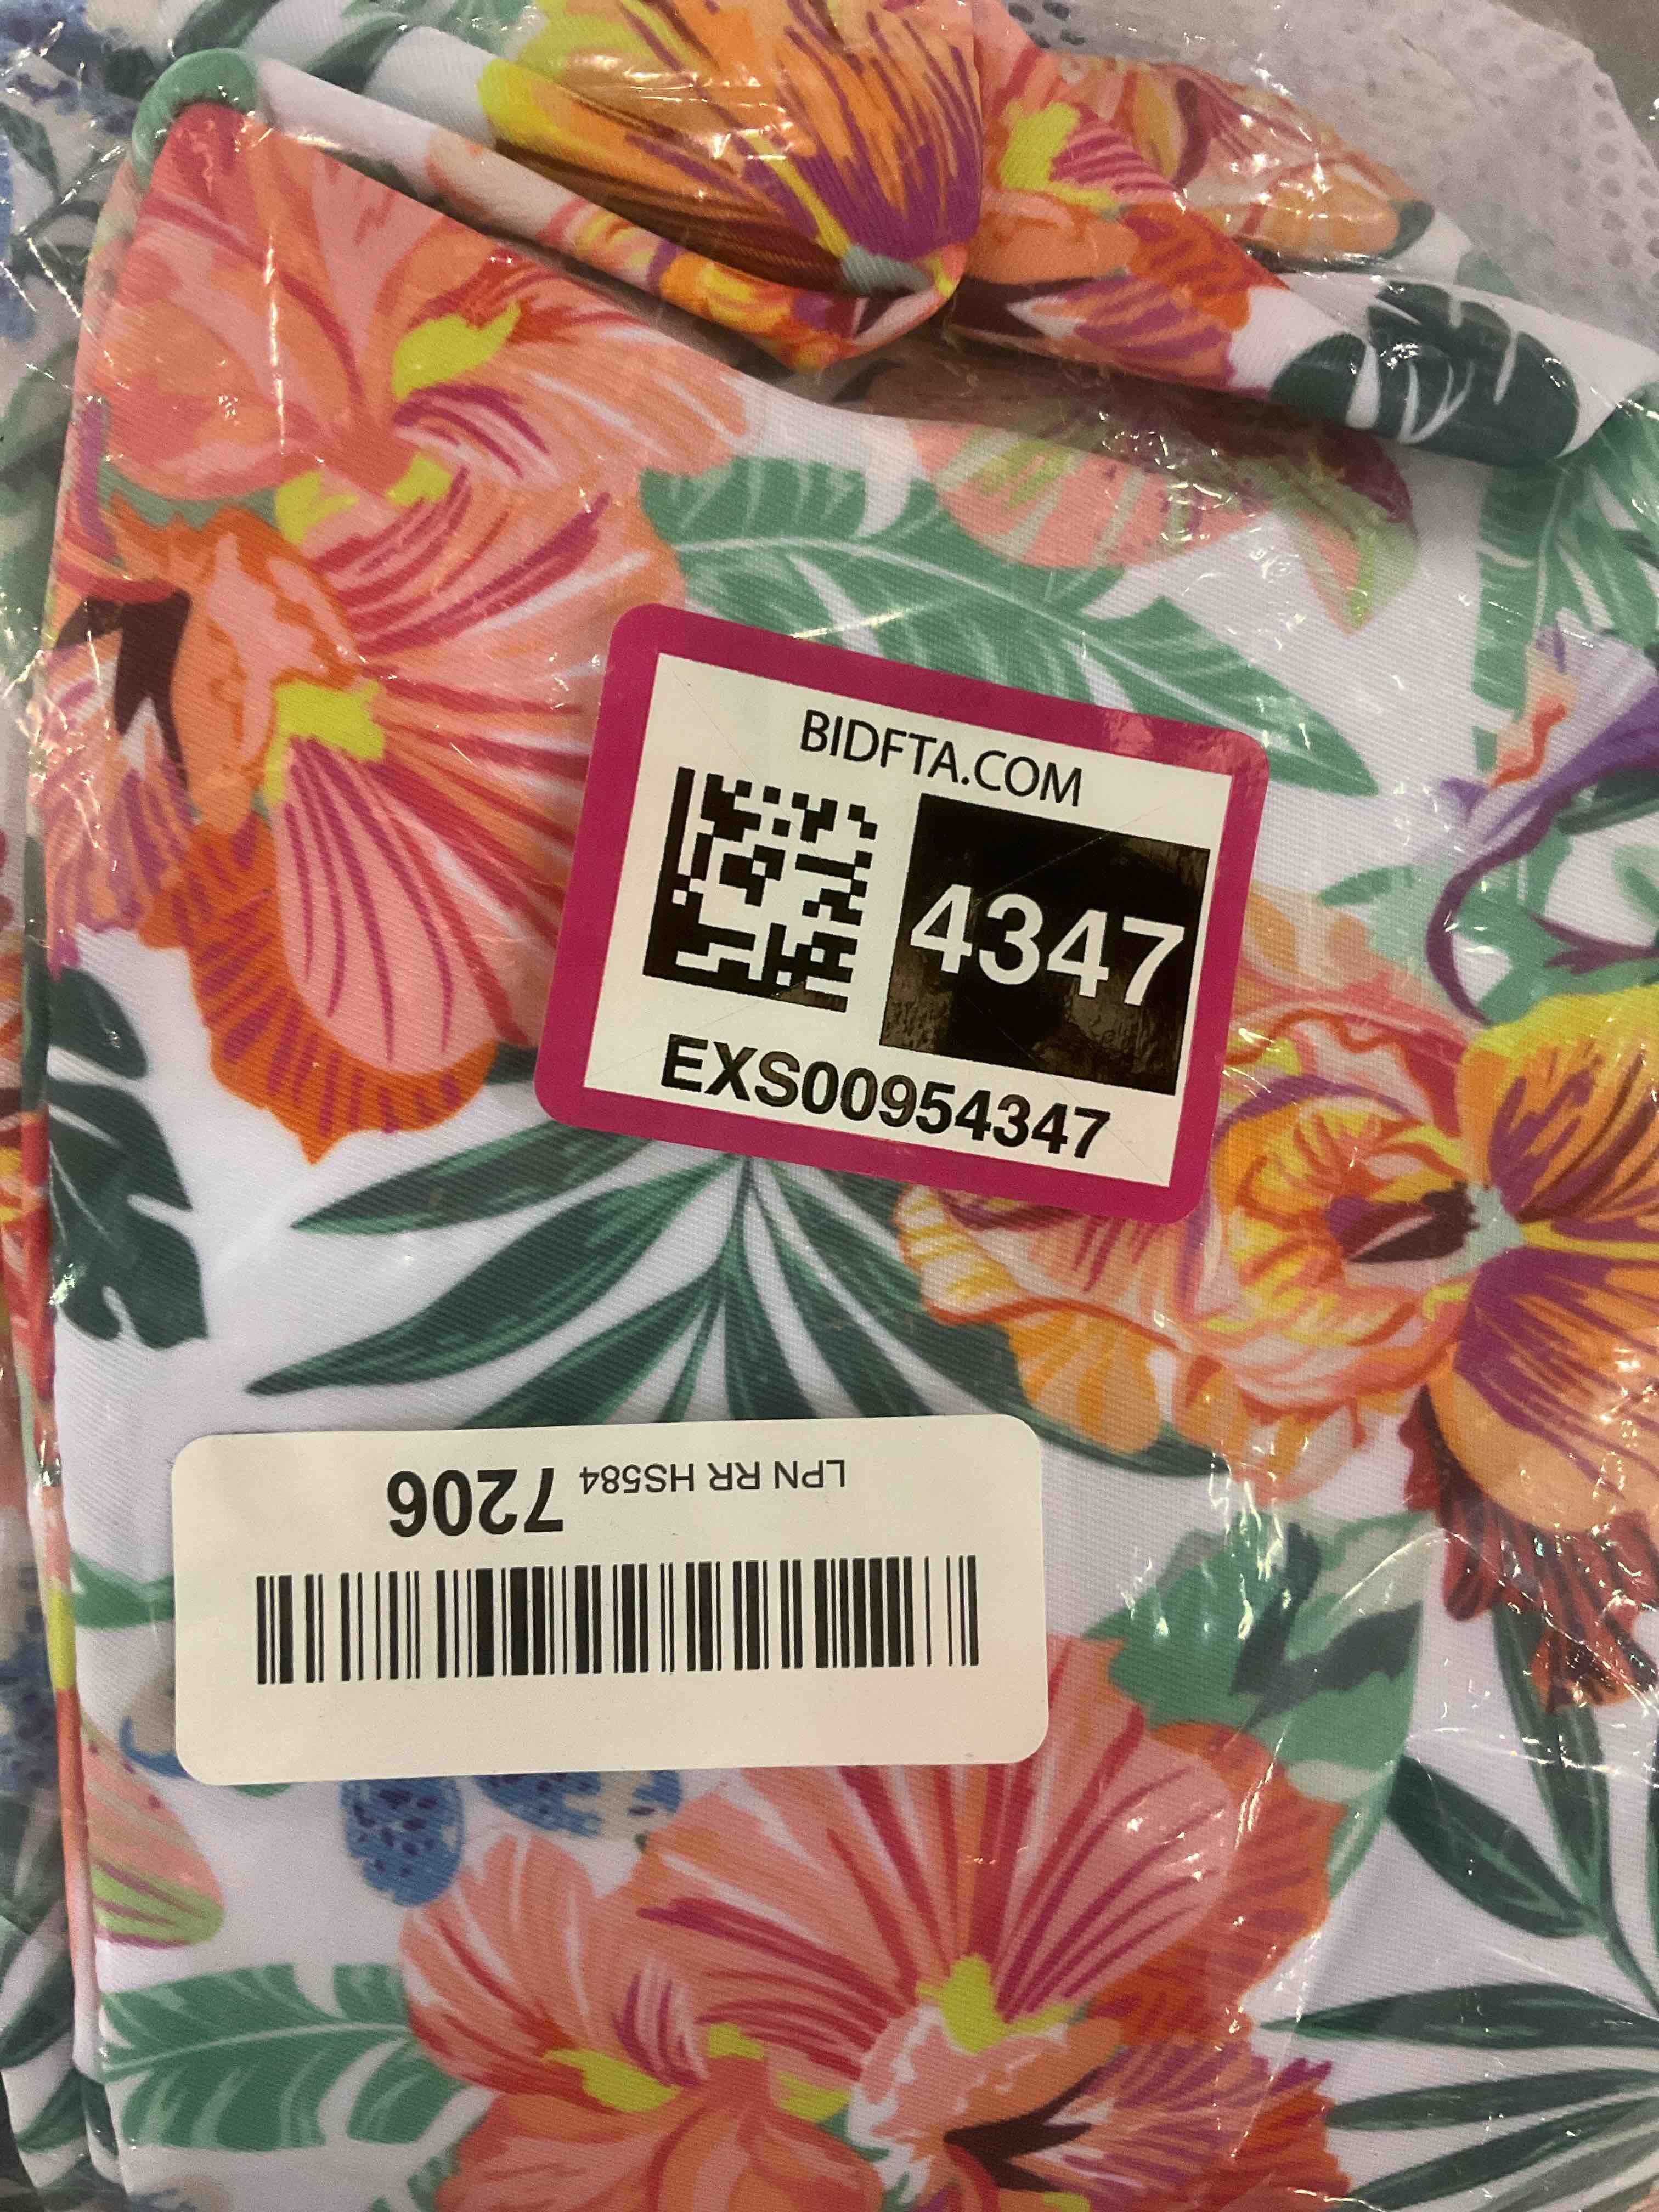 BIDFTA.COM
4347
EXS00954347
LPN RR HS584 7206